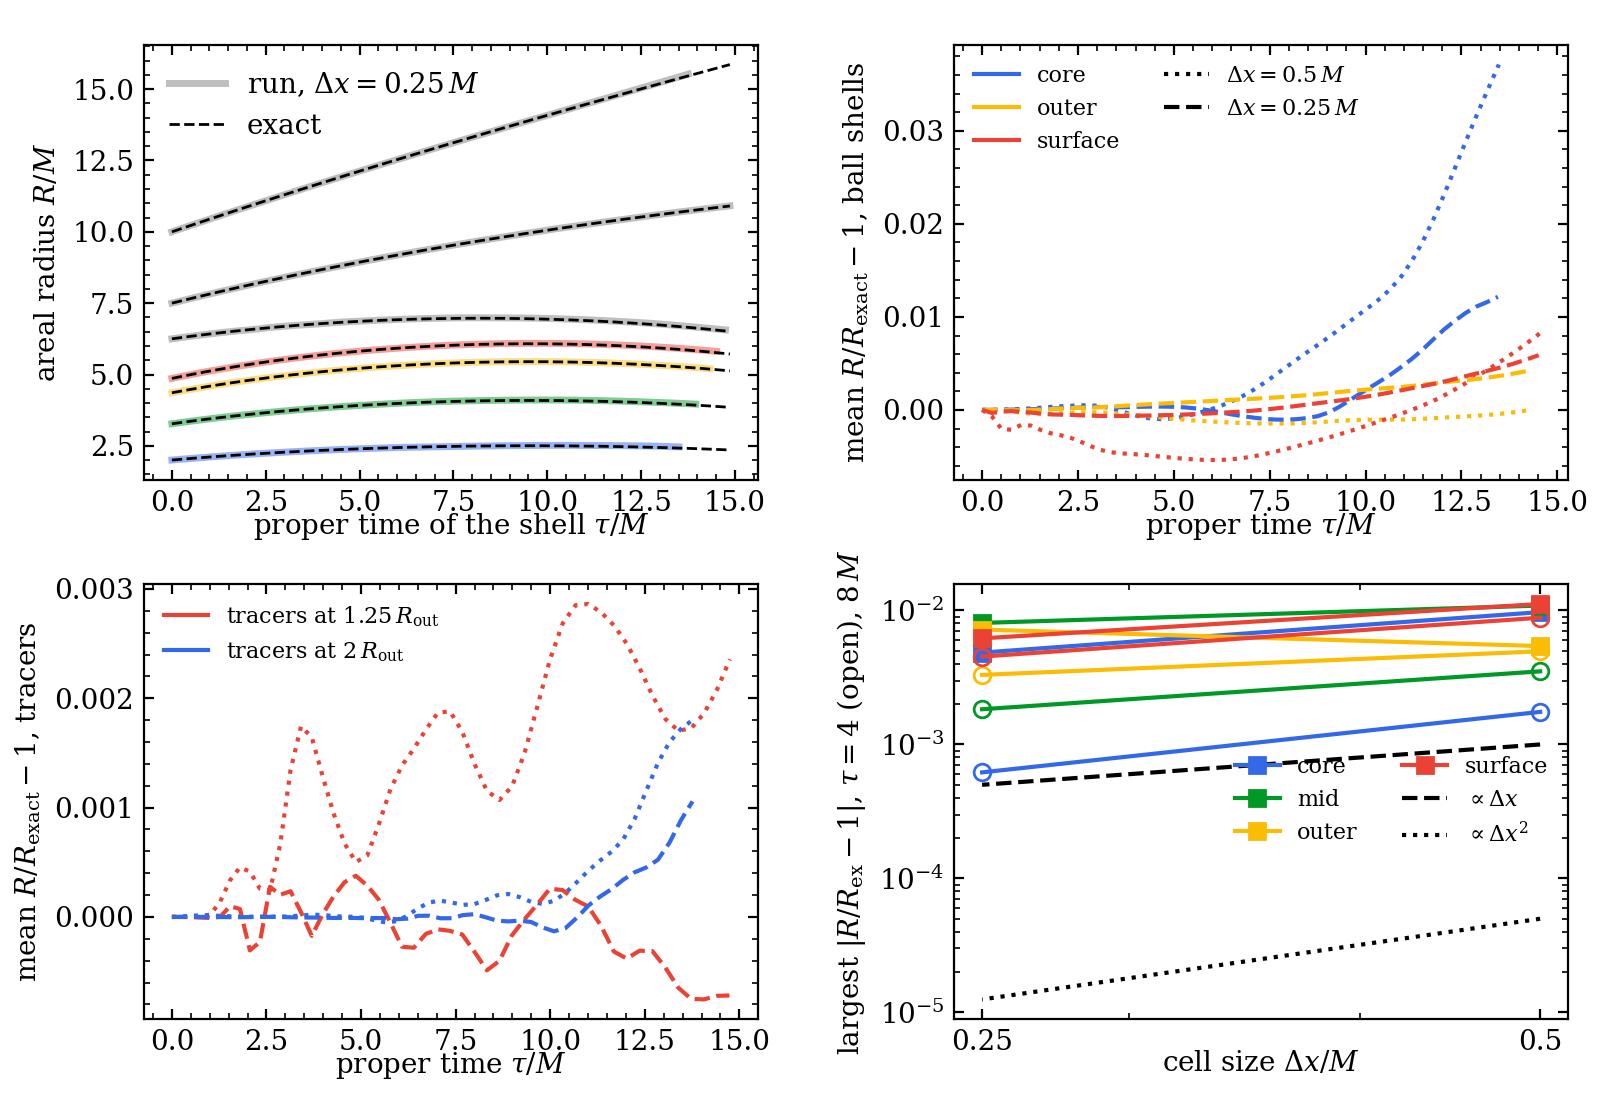 15.0
12.5
10.0
7.5
5.0
2.5
areal radius R/M
run, Δx = 0.25 M
exact
0.0 2.5 5.0 7.5 10.0 12.5 15.0
proper time of the shell τ/M
0.03
0.02
0.01
0.00
mean R/R_exact − 1, ball shells
core
outer
surface
Δx = 0.5 M
Δx = 0.25 M
0.0 2.5 5.0 7.5 10.0 12.5 15.0
proper time τ/M
0.003
0.002
0.001
0.000
mean R/R_exact − 1, tracers
tracers at 1.25 R_out
tracers at 2 R_out
0.0 2.5 5.0 7.5 10.0 12.5 15.0
proper time τ/M
10⁻²
10⁻³
10⁻⁴
10⁻⁵
largest |R/R_ex − 1|, τ = 4 (open), 8 M
core
mid
outer
surface
∝ Δx
∝ Δx²
0.25 0.5
cell size Δx/M